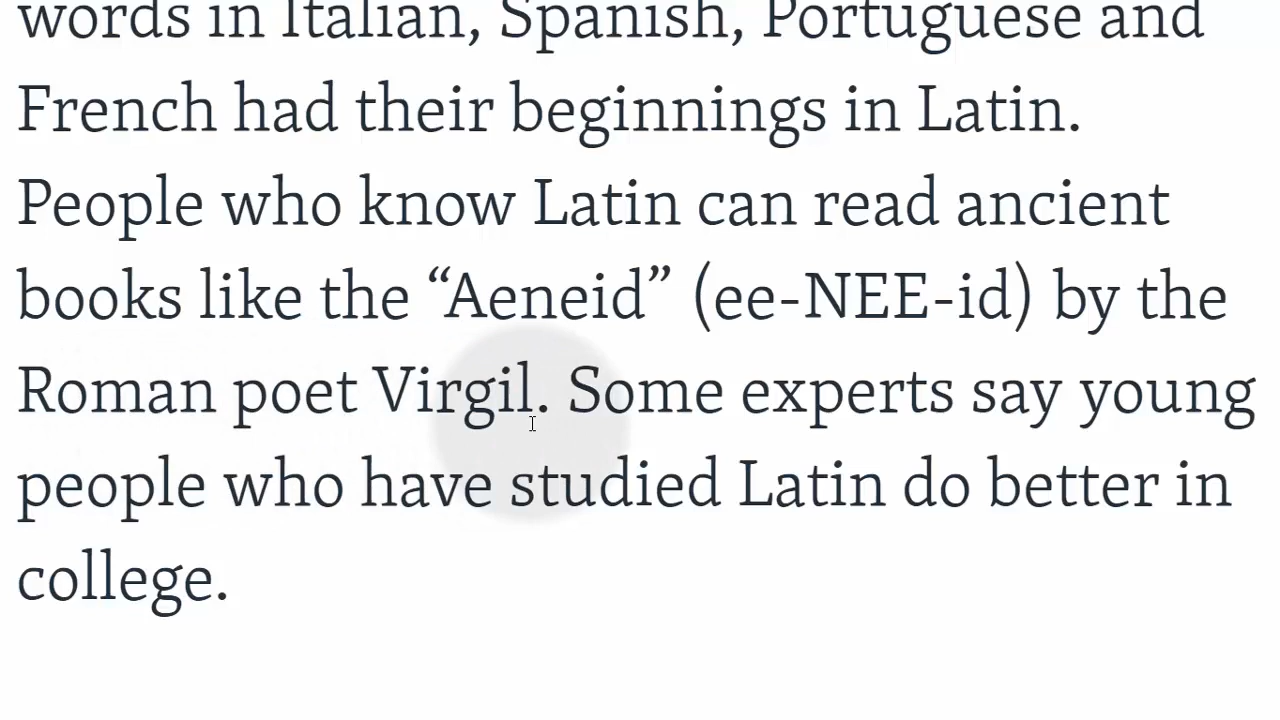 words in Italian, Spanish, Portuguese and
French had their beginnings in Latin.
People who know Latin can read ancient
books like the “Aeneid” (ee-NEE-id) by the
Roman poet Virgil. Some experts say young
people who have studied Latin do better in
college.